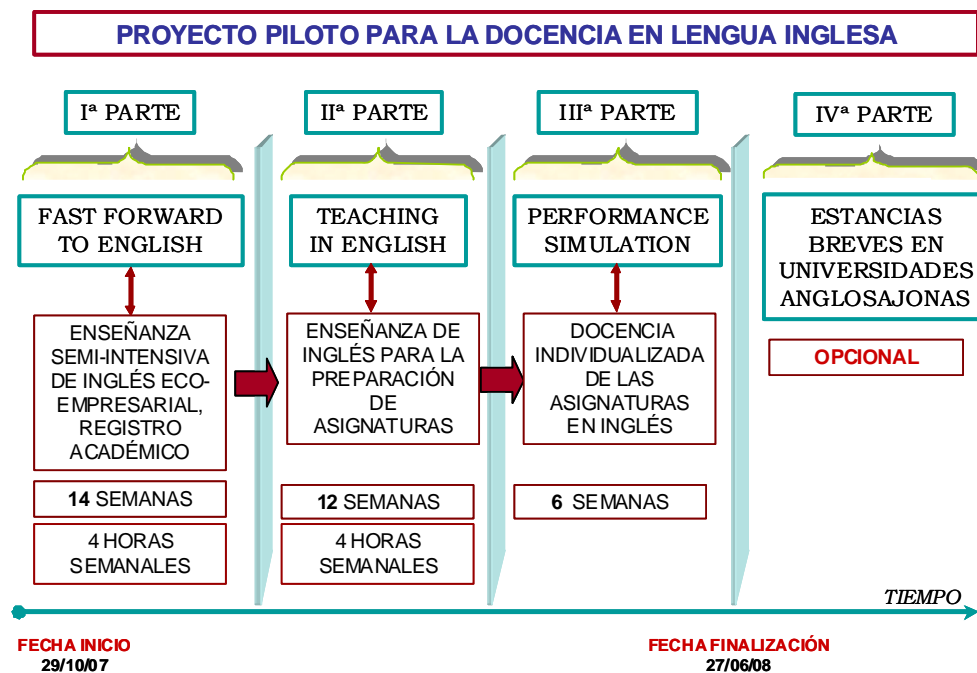 PROYECTO PILOTO PARA LA DOCENCIA EN LENGUA INGLESA
Iª PARTE
IIª PARTE
IIIª PARTE
IVª PARTE
FAST FORWARD
TO ENGLISH
TEACHING
IN ENGLISH
PERFORMANCE
SIMULATION
ESTANCIAS
BREVES EN
UNIVERSIDADES
ANGLOSAJONAS
ENSEÑANZA
SEMI-INTENSIVA
DE INGLÉS ECO-
EMPRESARIAL,
REGISTRO
ACADÉMICO
ENSEÑANZA DE
INGLÉS PARA LA
PREPARACIÓN
DE
ASIGNATURAS
DOCENCIA
INDIVIDUALIZADA
DE LAS
ASIGNATURAS
EN INGLÉS
OPCIONAL
14 SEMANAS
12 SEMANAS
6 SEMANAS
4 HORAS
SEMANALES
4 HORAS
SEMANALES
TIEMPO
FECHA INICIO
29/10/07
FECHA FINALIZACIÓN
27/06/08